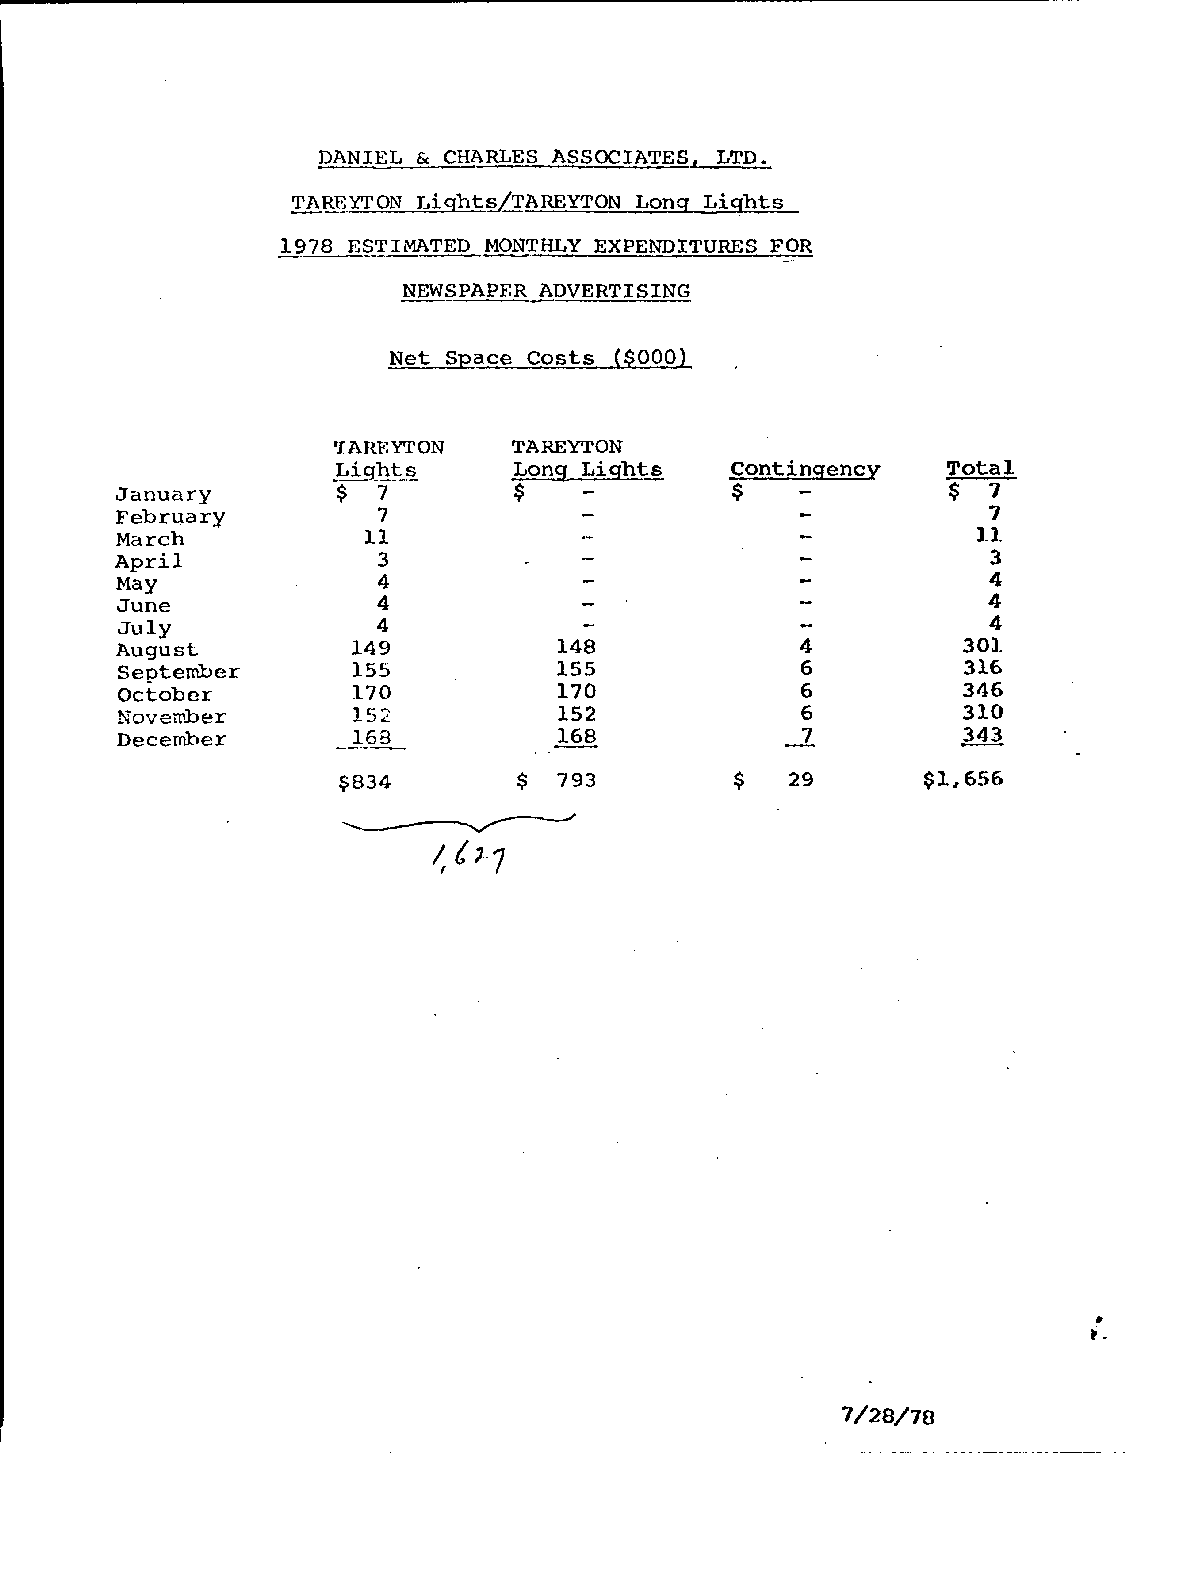 DANIEL & CHARLES ASSOCIATES, LTD.
TAREYTON Lights/TAREYTON Long Lights
1978 ESTIMATED MONTHLY EXPENDITURES FOR
NEWSPAPER ADVERTISING
Net Space Costs ($000)
TAREYTON TAREYTON
Lights Long Lights Contingency Total
January $ 7 $ - $ - $ 7
February 7 - - 7
March 11 - - 11
April 3 - - 3
May 4 - - 4
June 4 - - 4
July 4 - - 4
August 149 148 4 301
September 155 155 6 316
October 170 170 6 346
November 152 152 6 310
December 168 168 7 343
$834 $ 793 $ 29 $1,656
1,627
7/28/78